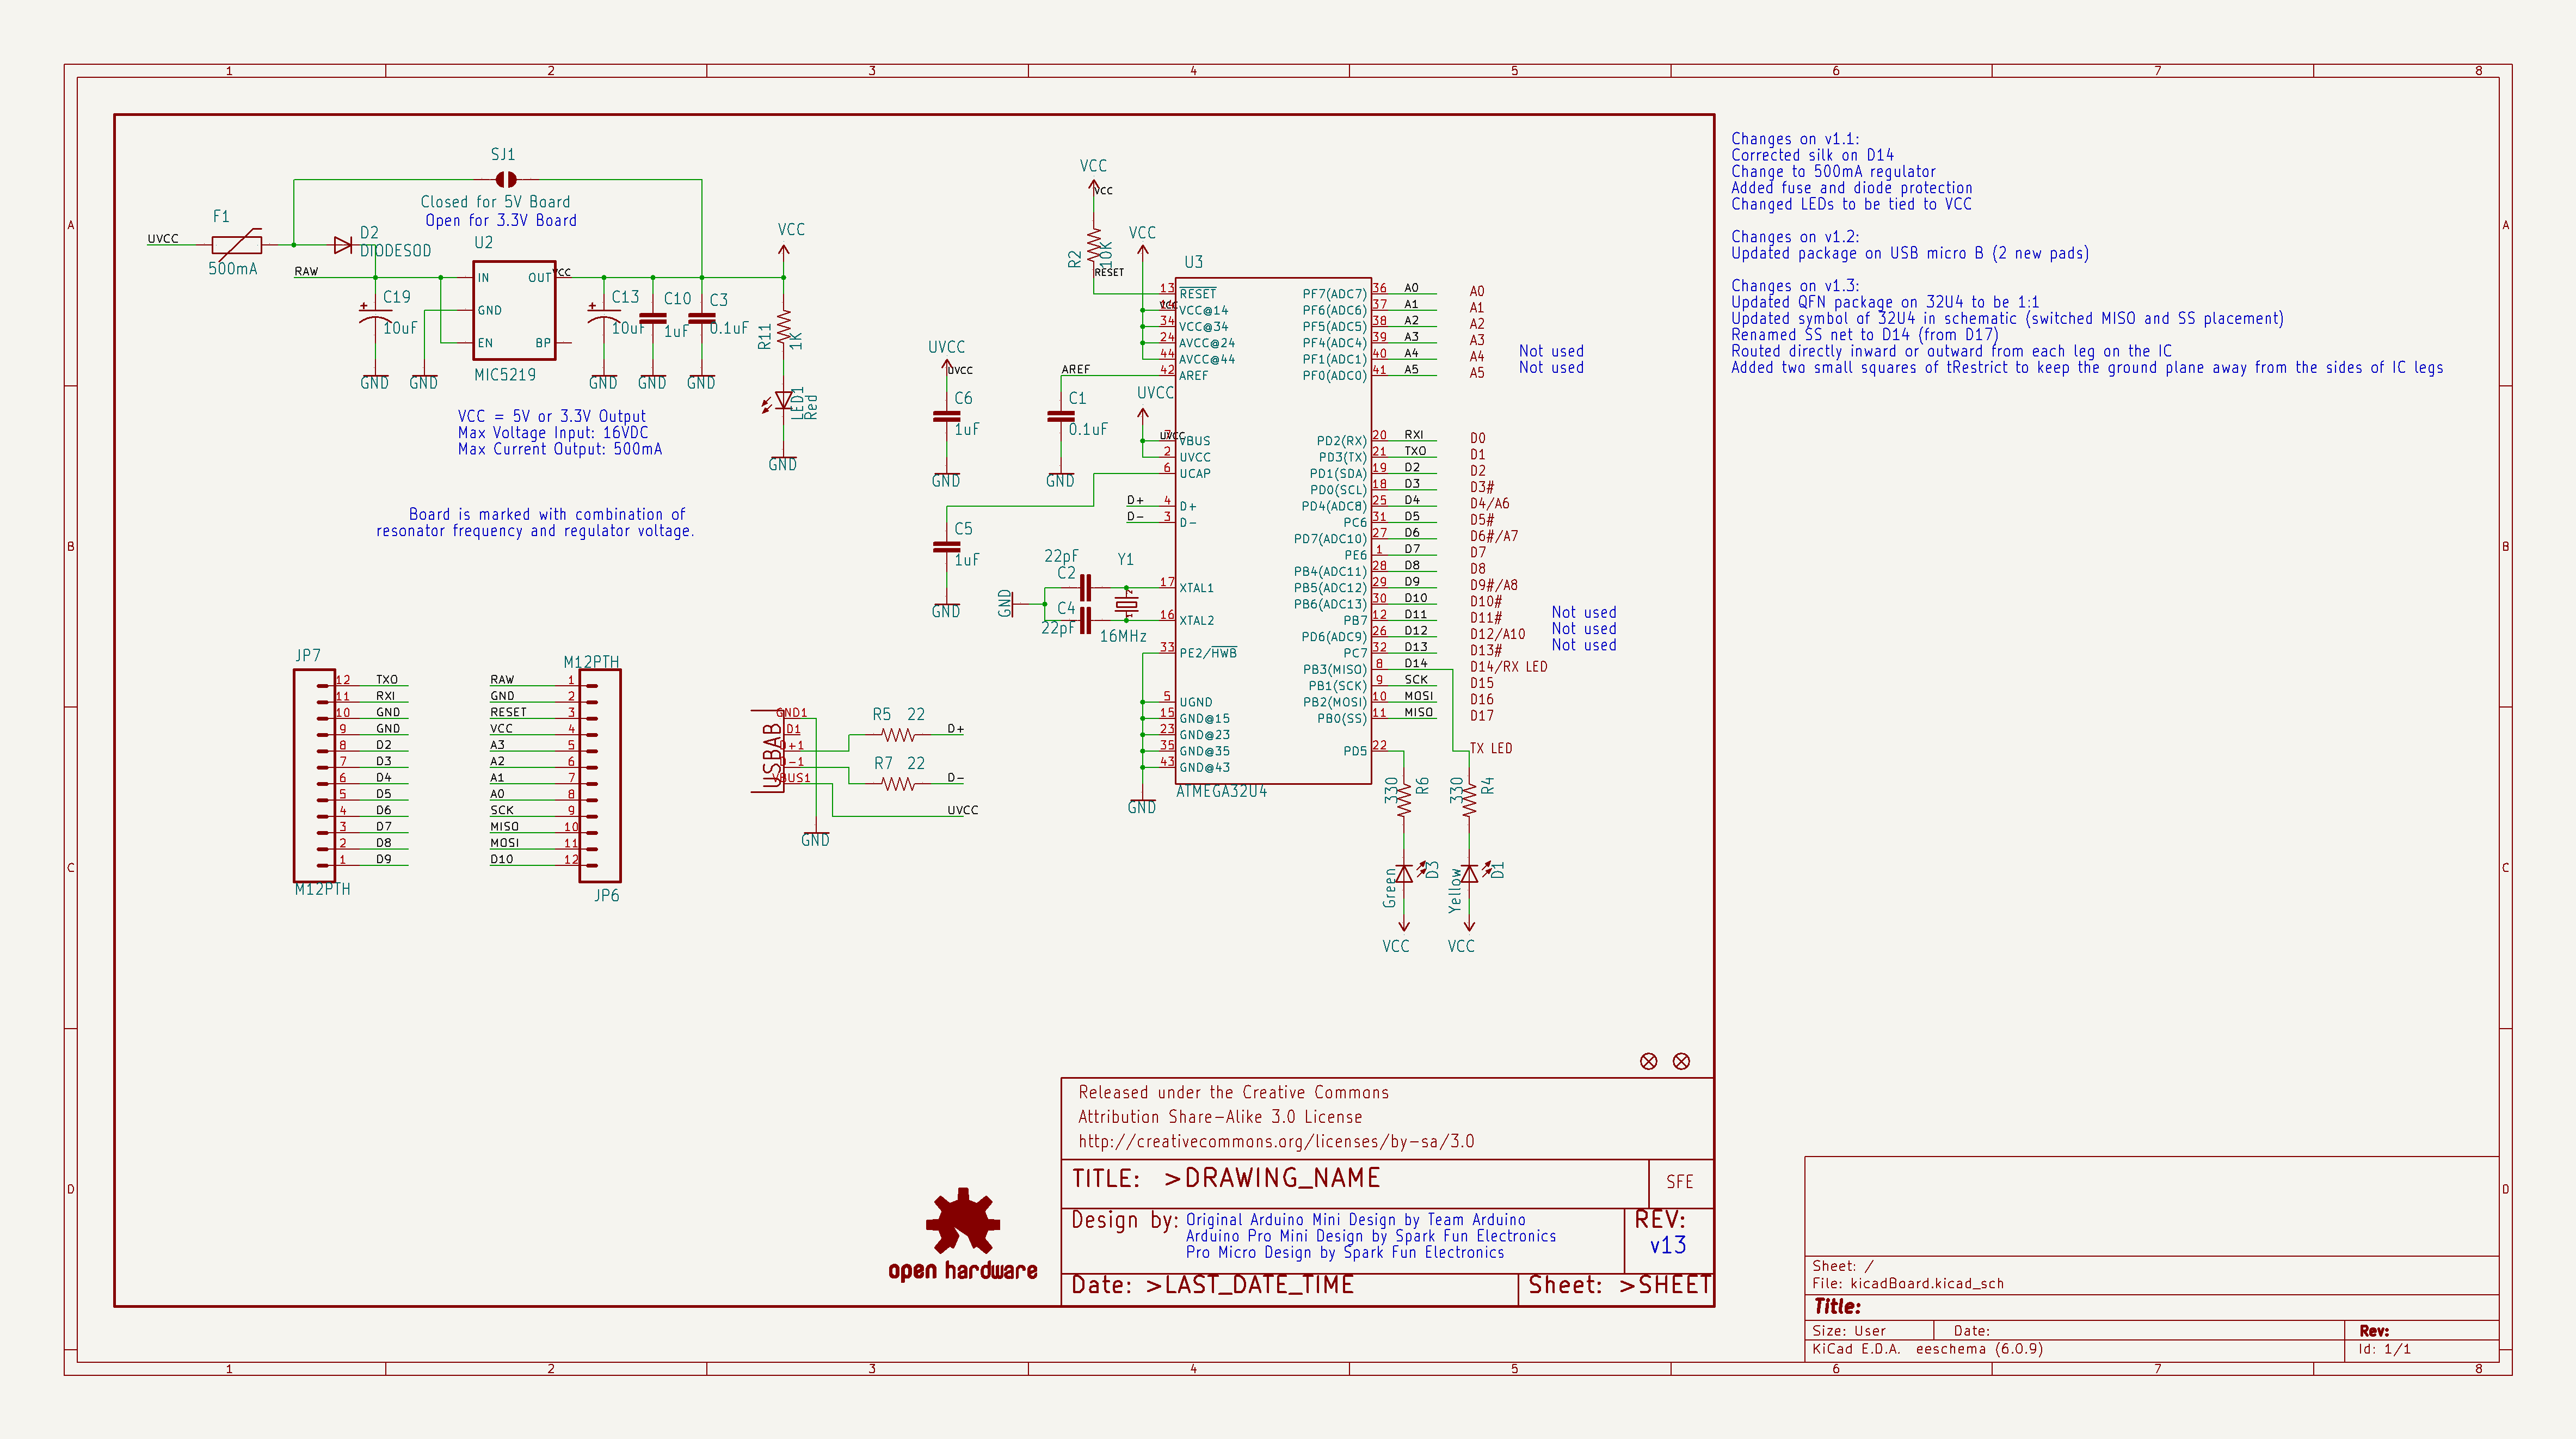 1 2 3 4 5 6 7 8
A
B
C
D
SJ1
Closed for 5V Board
Open for 3.3V Board
F1
500mA
UVCC
D2
DIODESOD
RAW
U2
IN
GND
EN
OUT
BP
VCC
MIC5219
C19
10uF
C13
10uF
C10
1uF
C3
0.1uF
GND
GND
GND
GND
GND
VCC
R11
1K
LED1
Red
GND
VCC = 5V or 3.3V Output
Max Voltage Input: 16VDC
Max Current Output: 500mA
Board is marked with combination of
resonator frequency and regulator voltage.
JP7
12 TXO
11 RXI
10 GND
9 GND
8 D2
7 D3
6 D4
5 D5
4 D6
3 D7
2 D8
1 D9
M12PTH
M12PTH
RAW 1
GND 2
RESET 3
VCC 4
A3 5
A2 6
A1 7
A0 8
SCK 9
MISO 10
MOSI 11
D10 12
JP6
USBAB
GND1
D1
D+1
D-1
VBUS1
R5 22
D+
R7 22
D-
UVCC
GND
UVCC
UVCC
C6
1uF
GND
C1
0.1uF
GND
AREF
C5
1uF
GND
22pF
C2
C4
22pF
GND
Y1
1
2
16MHz
VCC
VCC
R2
10K
RESET
VCC
VCC
UVCC
UVCC
D+
D-
U3
13 RESET
14 VCC@14
34 VCC@34
24 AVCC@24
44 AVCC@44
42 AREF
7 VBUS
2 UVCC
6 UCAP
4 D+
3 D-
17 XTAL1
16 XTAL2
33 PE2/HWB
5 UGND
15 GND@15
23 GND@23
35 GND@35
43 GND@43
GND
ATMEGA32U4
PF7(ADC7) 36 A0 A0
PF6(ADC6) 37 A1 A1
PF5(ADC5) 38 A2 A2
PF4(ADC4) 39 A3 A3
PF1(ADC1) 40 A4 A4 Not used
PF0(ADC0) 41 A5 A5 Not used
PD2(RX) 20 RXI D0
PD3(TX) 21 TXO D1
PD1(SDA) 19 D2 D2
PD0(SCL) 18 D3 D3#
PD4(ADC8) 25 D4 D4/A6
PC6 31 D5 D5#
PD7(ADC10) 27 D6 D6#/A7
PE6 1 D7 D7
PB4(ADC11) 28 D8 D8
PB5(ADC12) 29 D9 D9#/A8
PB6(ADC13) 30 D10 D10#
PB7 12 D11 D11# Not used
PD6(ADC9) 26 D12 D12/A10 Not used
PC7 32 D13 D13# Not used
PB3(MISO) 8 D14 D14/RX LED
PB1(SCK) 9 SCK D15
PB2(MOSI) 10 MOSI D16
PB0(SS) 11 MISO D17
PD5 22 TX LED
330
R6
330
R4
Green
D3
Yellow
D1
VCC
VCC
Changes on v1.1:
Corrected silk on D14
Change to 500mA regulator
Added fuse and diode protection
Changed LEDs to be tied to VCC
Changes on v1.2:
Updated package on USB micro B (2 new pads)
Changes on v1.3:
Updated QFN package on 32U4 to be 1:1
Updated symbol of 32U4 in schematic (switched MISO and SS placement)
Renamed SS net to D14 (from D17)
Routed directly inward or outward from each leg on the IC
Added two small squares of tRestrict to keep the ground plane away from the sides of IC legs
Released under the Creative Commons
Attribution Share-Alike 3.0 License
http://creativecommons.org/licenses/by-sa/3.0
TITLE: >DRAWING_NAME
SFE
Design by: Original Arduino Mini Design by Team Arduino
Arduino Pro Mini Design by Spark Fun Electronics
Pro Micro Design by Spark Fun Electronics
REV:
v13
Date: >LAST_DATE_TIME
Sheet: >SHEET
open hardware
Sheet: /
File: kicadBoard.kicad_sch
Title:
Size: User Date: Rev:
KiCad E.D.A. eeschema (6.0.9) Id: 1/1
A
B
C
D
1 2 3 4 5 6 7 8